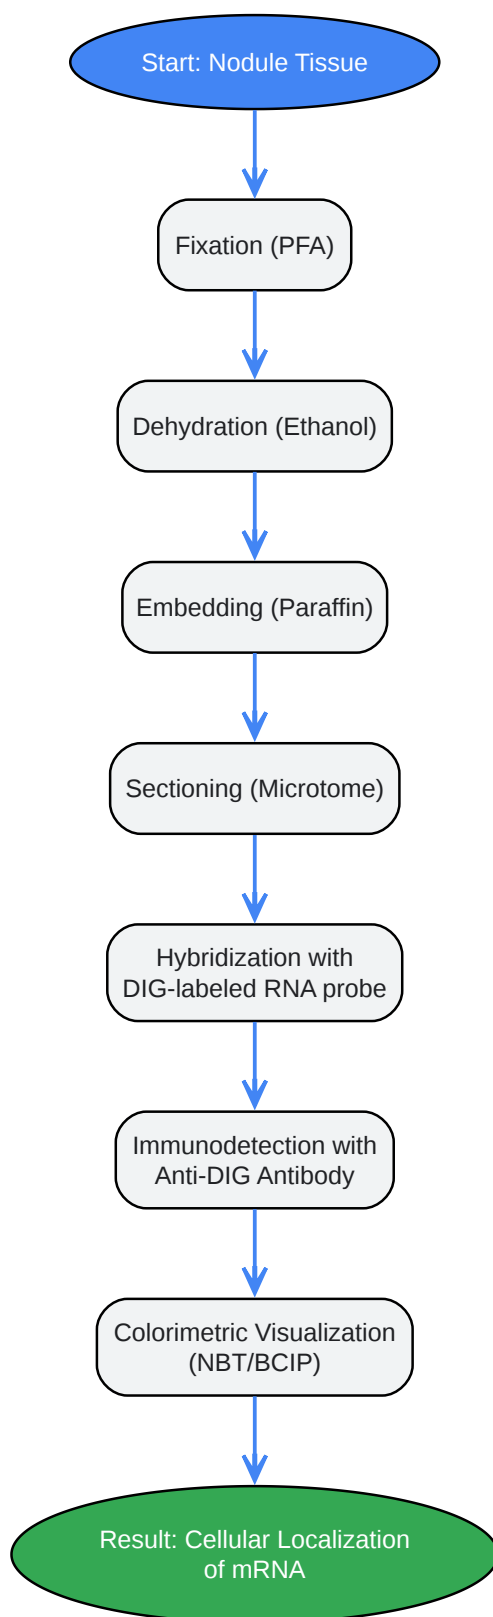 Start: Nodule Tissue
Fixation (PFA)
Dehydration (Ethanol)
Embedding (Paraffin)
Sectioning (Microtome)
Hybridization with
DIG-labeled RNA probe
Immunodetection with
Anti-DIG Antibody
Colorimetric Visualization
(NBT/BCIP)
Result: Cellular Localization
of mRNA